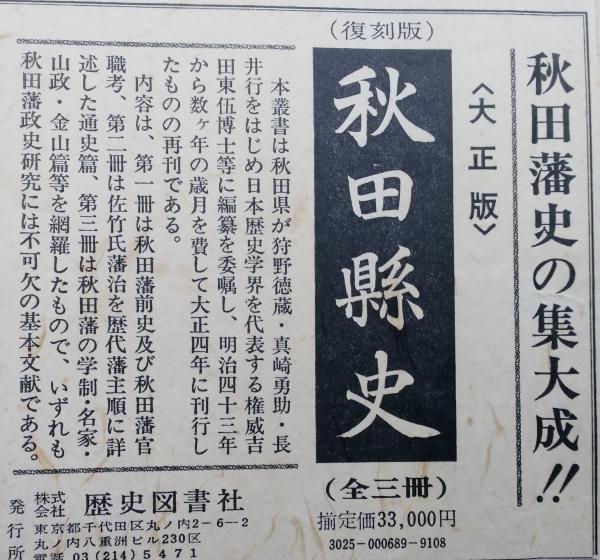 秋田藩史の集大成!!
〈大正版〉
(復刻版)
秋田縣史
(全三冊)
揃定価33,000円
3025-000689-9108
本叢書は秋田県が狩野徳蔵・真崎勇助・長
井行をはじめ日本歴史学界を代表する権威吉
田東伍博士等に編纂を委嘱し、明治四十三年
から数ヶ年の歳月を費して大正四年に刊行し
たものの再刊である。
内容は、第一冊は秋田藩前史及び秋田藩官
職考、第二冊は佐竹氏藩治を歴代藩主順に詳
述した通史篇、第三冊は秋田藩の学制・名家・
山政・金山篇等を網羅したもので、いずれも
秋田藩政史研究には不可欠の基本文献である。
発行所
株式会社 歴史図書社
東京都千代田区丸ノ内2-6-2
丸ノ内八重洲ビル230区
電話 03(214)5471